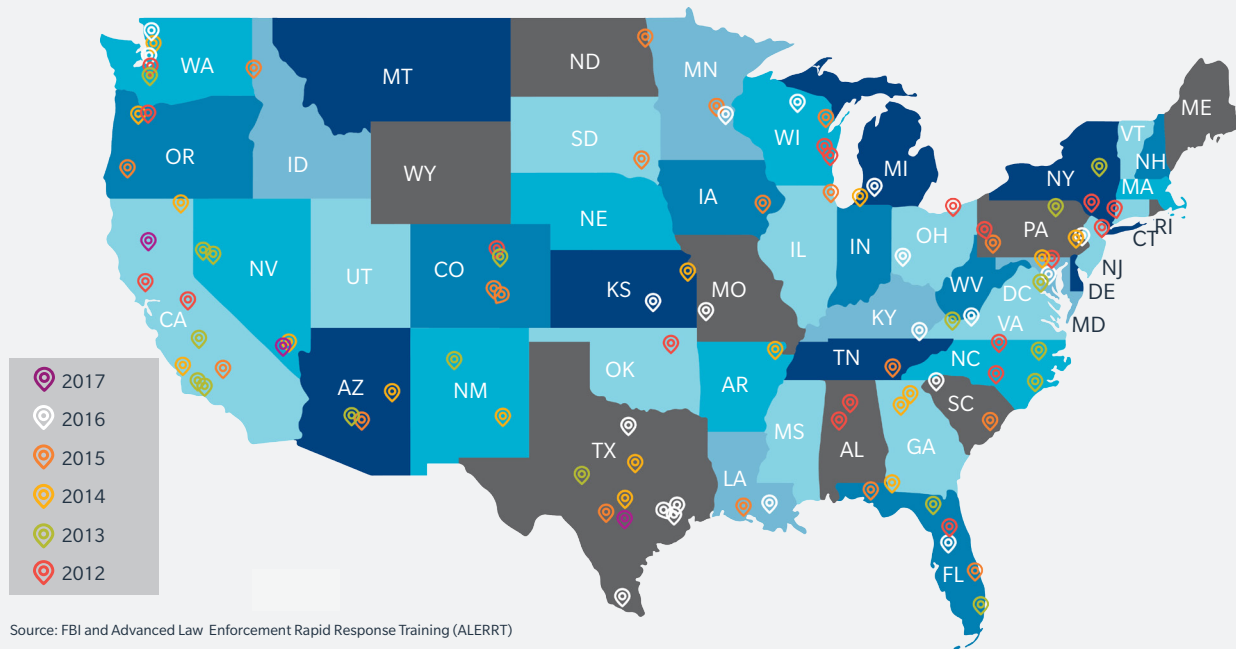 WA
MT
ND
MN
ME
VT
NH
OR
ID
SD
WI
MI
NY
MA
WY
IA
NE
PA
CT
RI
NV
UT
CO
IL
IN
OH
NJ
KS
MO
WV
DC
DE
CA
KY
VA
MD
OK
TN
NC
AZ
NM
AR
SC
TX
MS
AL
GA
LA
FL
2017
2016
2015
2014
2013
2012
Source: FBI and Advanced Law Enforcement Rapid Response Training (ALERRT)